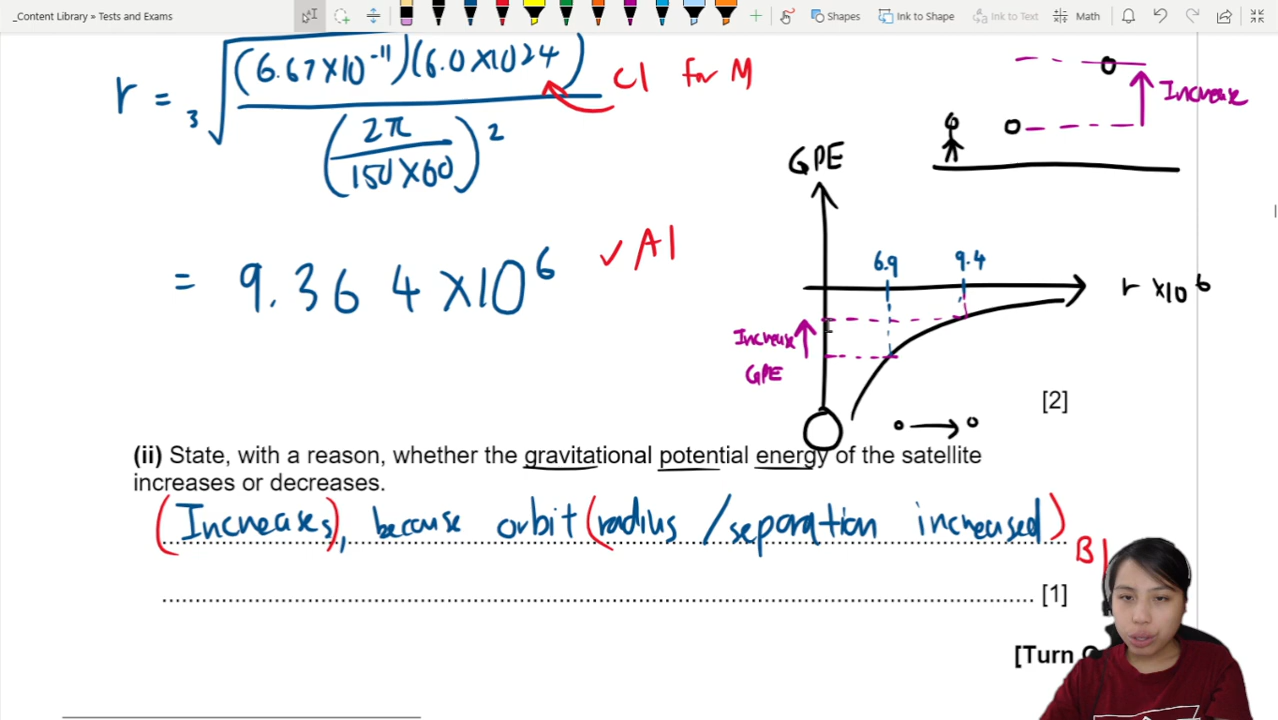 _Content Library » Tests and Exams
Shapes
Ink to Shape
Ink to Text
Math
r = 3√ (6.67×10⁻¹¹)(6.0×1024)
(2π / 150×60)²
C1 for M
= 9.364×10⁶ ✓ A1
Increase
GPE
6.9
9.4
r ×10⁶
Increase
GPE
[2]
(ii) State, with a reason, whether the gravitational potential energy of the satellite
increases or decreases.
(Increases), because orbit (radius / separation increased)
B1
[1]
[Turn